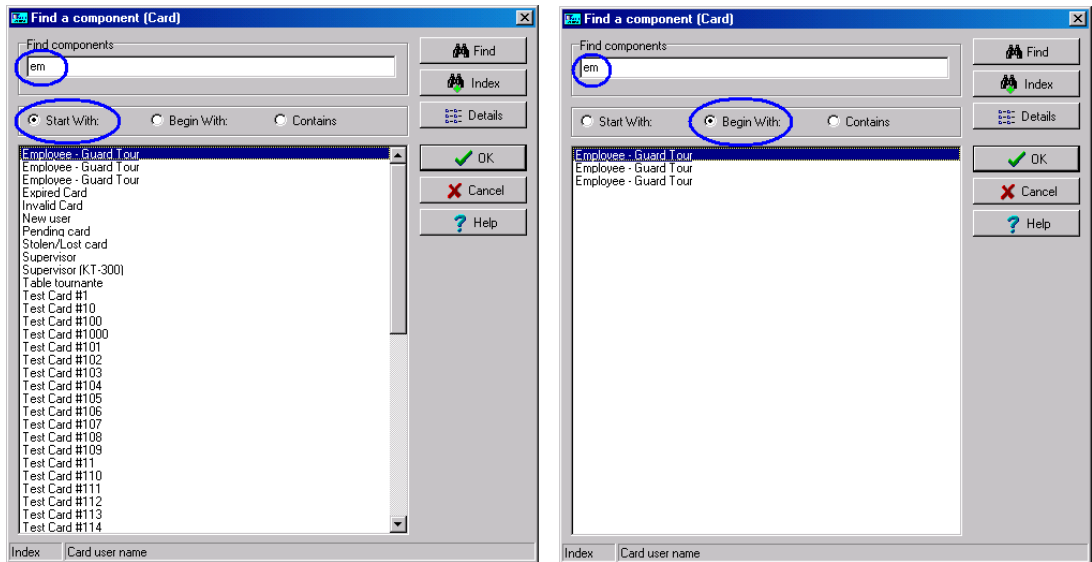 Find a component (Card)
Find components
em
Find
Index
Start With:
Begin With:
Contains
Details
Employee - Guard Tour
Employee - Guard Tour
Employee - Guard Tour
Expired Card
Invalid Card
New user
Pending card
Stolen/Lost card
Supervisor
Supervisor (KT-300)
Table tournante
Test Card #1
Test Card #10
Test Card #100
Test Card #1000
Test Card #101
Test Card #102
Test Card #103
Test Card #104
Test Card #105
Test Card #106
Test Card #107
Test Card #108
Test Card #109
Test Card #11
Test Card #110
Test Card #111
Test Card #112
Test Card #113
Test Card #114
OK
Cancel
Help
Index Card user name
Find a component (Card)
Find components
em
Find
Index
Start With:
Begin With:
Contains
Details
Employee - Guard Tour
Employee - Guard Tour
Employee - Guard Tour
OK
Cancel
Help
Index Card user name